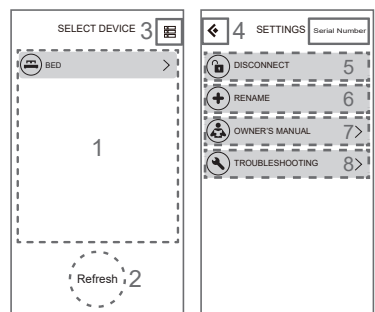 SELECT DEVICE 3
BED
1
Refresh 2
4 SETTINGS Serial Number
DISCONNECT 5
RENAME 6
OWNER'S MANUAL 7
TROUBLESHOOTING 8